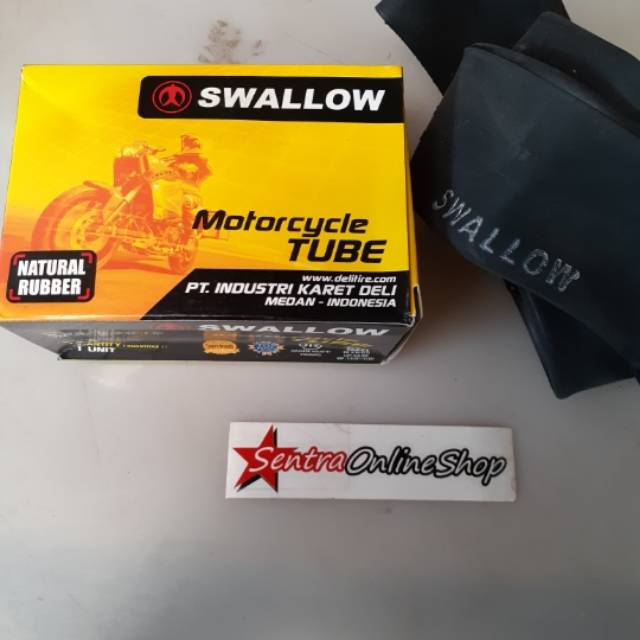 SWALLOW
Motorcycle
TUBE
NATURAL
RUBBER
www.delitire.com
PT. INDUSTRI KARET DELI
MEDAN - INDONESIA
SWALLOW
1 UNIT
SWALLOW
SentraOnlineShop